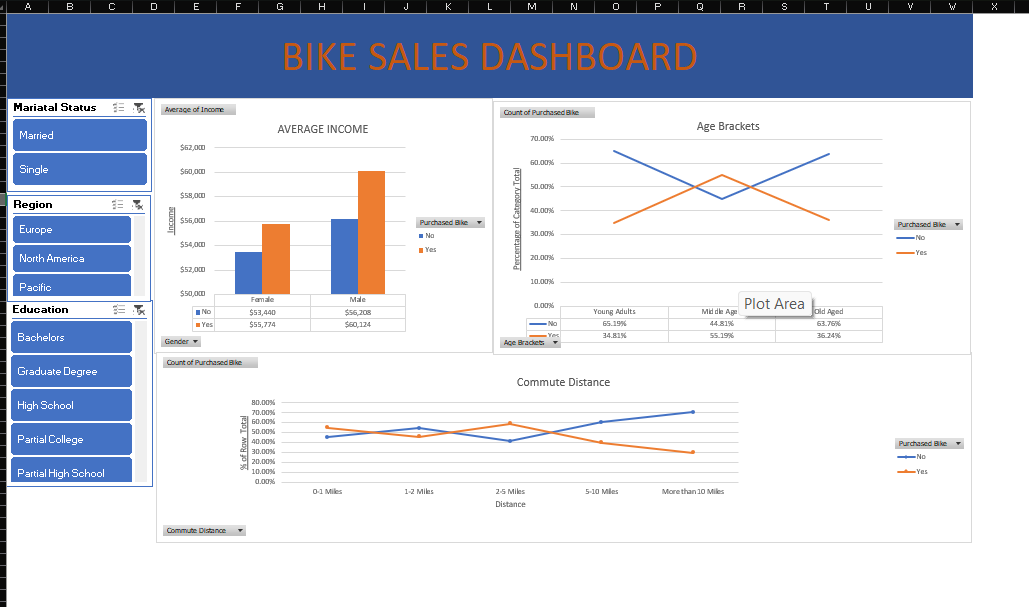 A B C D E F G H I J K L M N O P Q R S T U V W X
BIKE SALES DASHBOARD
Mariatal Status
Married
Single
Region
Europe
North America
Pacific
Education
Bachelors
Graduate Degree
High School
Partial College
Partial High School
Average of Income
AVERAGE INCOME
Income
$62,000
$60,000
$58,000
$56,000
$54,000
$52,000
$50,000
Female Male
No $53,440 $56,208
Yes $55,774 $60,124
Purchased Bike
No
Yes
Gender
Count of Purchased Bike
Age Brackets
Percentage of Category Total
70.00%
60.00%
50.00%
40.00%
30.00%
20.00%
10.00%
0.00%
Young Adults Middle Age Old Aged
No 65.19% 44.81% 63.76%
Yes 34.81% 55.19% 36.24%
Plot Area
Purchased Bike
No
Yes
Age Brackets
Count of Purchased Bike
Commute Distance
% of Row Total
80.00%
70.00%
60.00%
50.00%
40.00%
30.00%
20.00%
10.00%
0.00%
0-1 Miles 1-2 Miles 2-5 Miles 5-10 Miles More than 10 Miles
Distance
Purchased Bike
No
Yes
Commute Distance